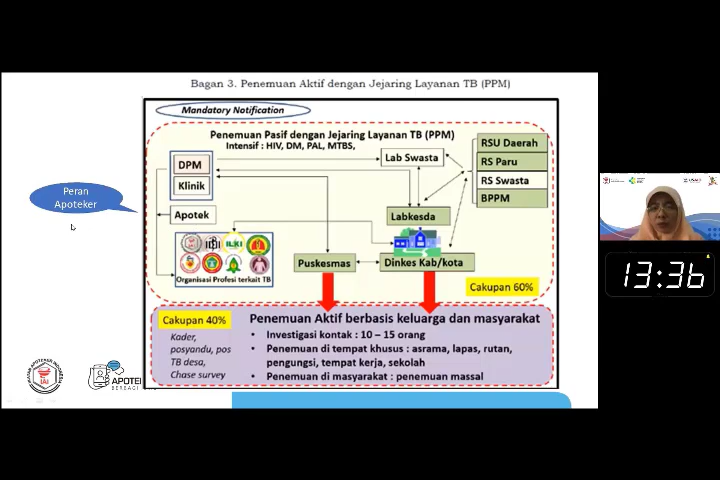 Bagan 3. Penemuan Aktif dengan Jejaring Layanan TB (PPM)
Mandatory Notification
Penemuan Pasif dengan Jejaring Layanan TB (PPM)
Intensif : HIV, DM, PAL, MTBS,
DPM
Klinik
Apotek
Lab Swasta
RSU Daerah
RS Paru
RS Swasta
BPPM
Labkesda
Peran
Apoteker
IBI
ILKI
Organisasi Profesi terkait TB
Puskesmas
Dinkes Kab/kota
Cakupan 60%
Cakupan 40%
Kader,
posyandu, pos
TB desa,
Chase survey
Penemuan Aktif berbasis keluarga dan masyarakat
• Investigasi kontak : 10 – 15 orang
• Penemuan di tempat khusus : asrama, lapas, rutan,
pengungsi, tempat kerja, sekolah
• Penemuan di masyarakat : penemuan massal
IAI
APOTE
BERBAGI
13:36